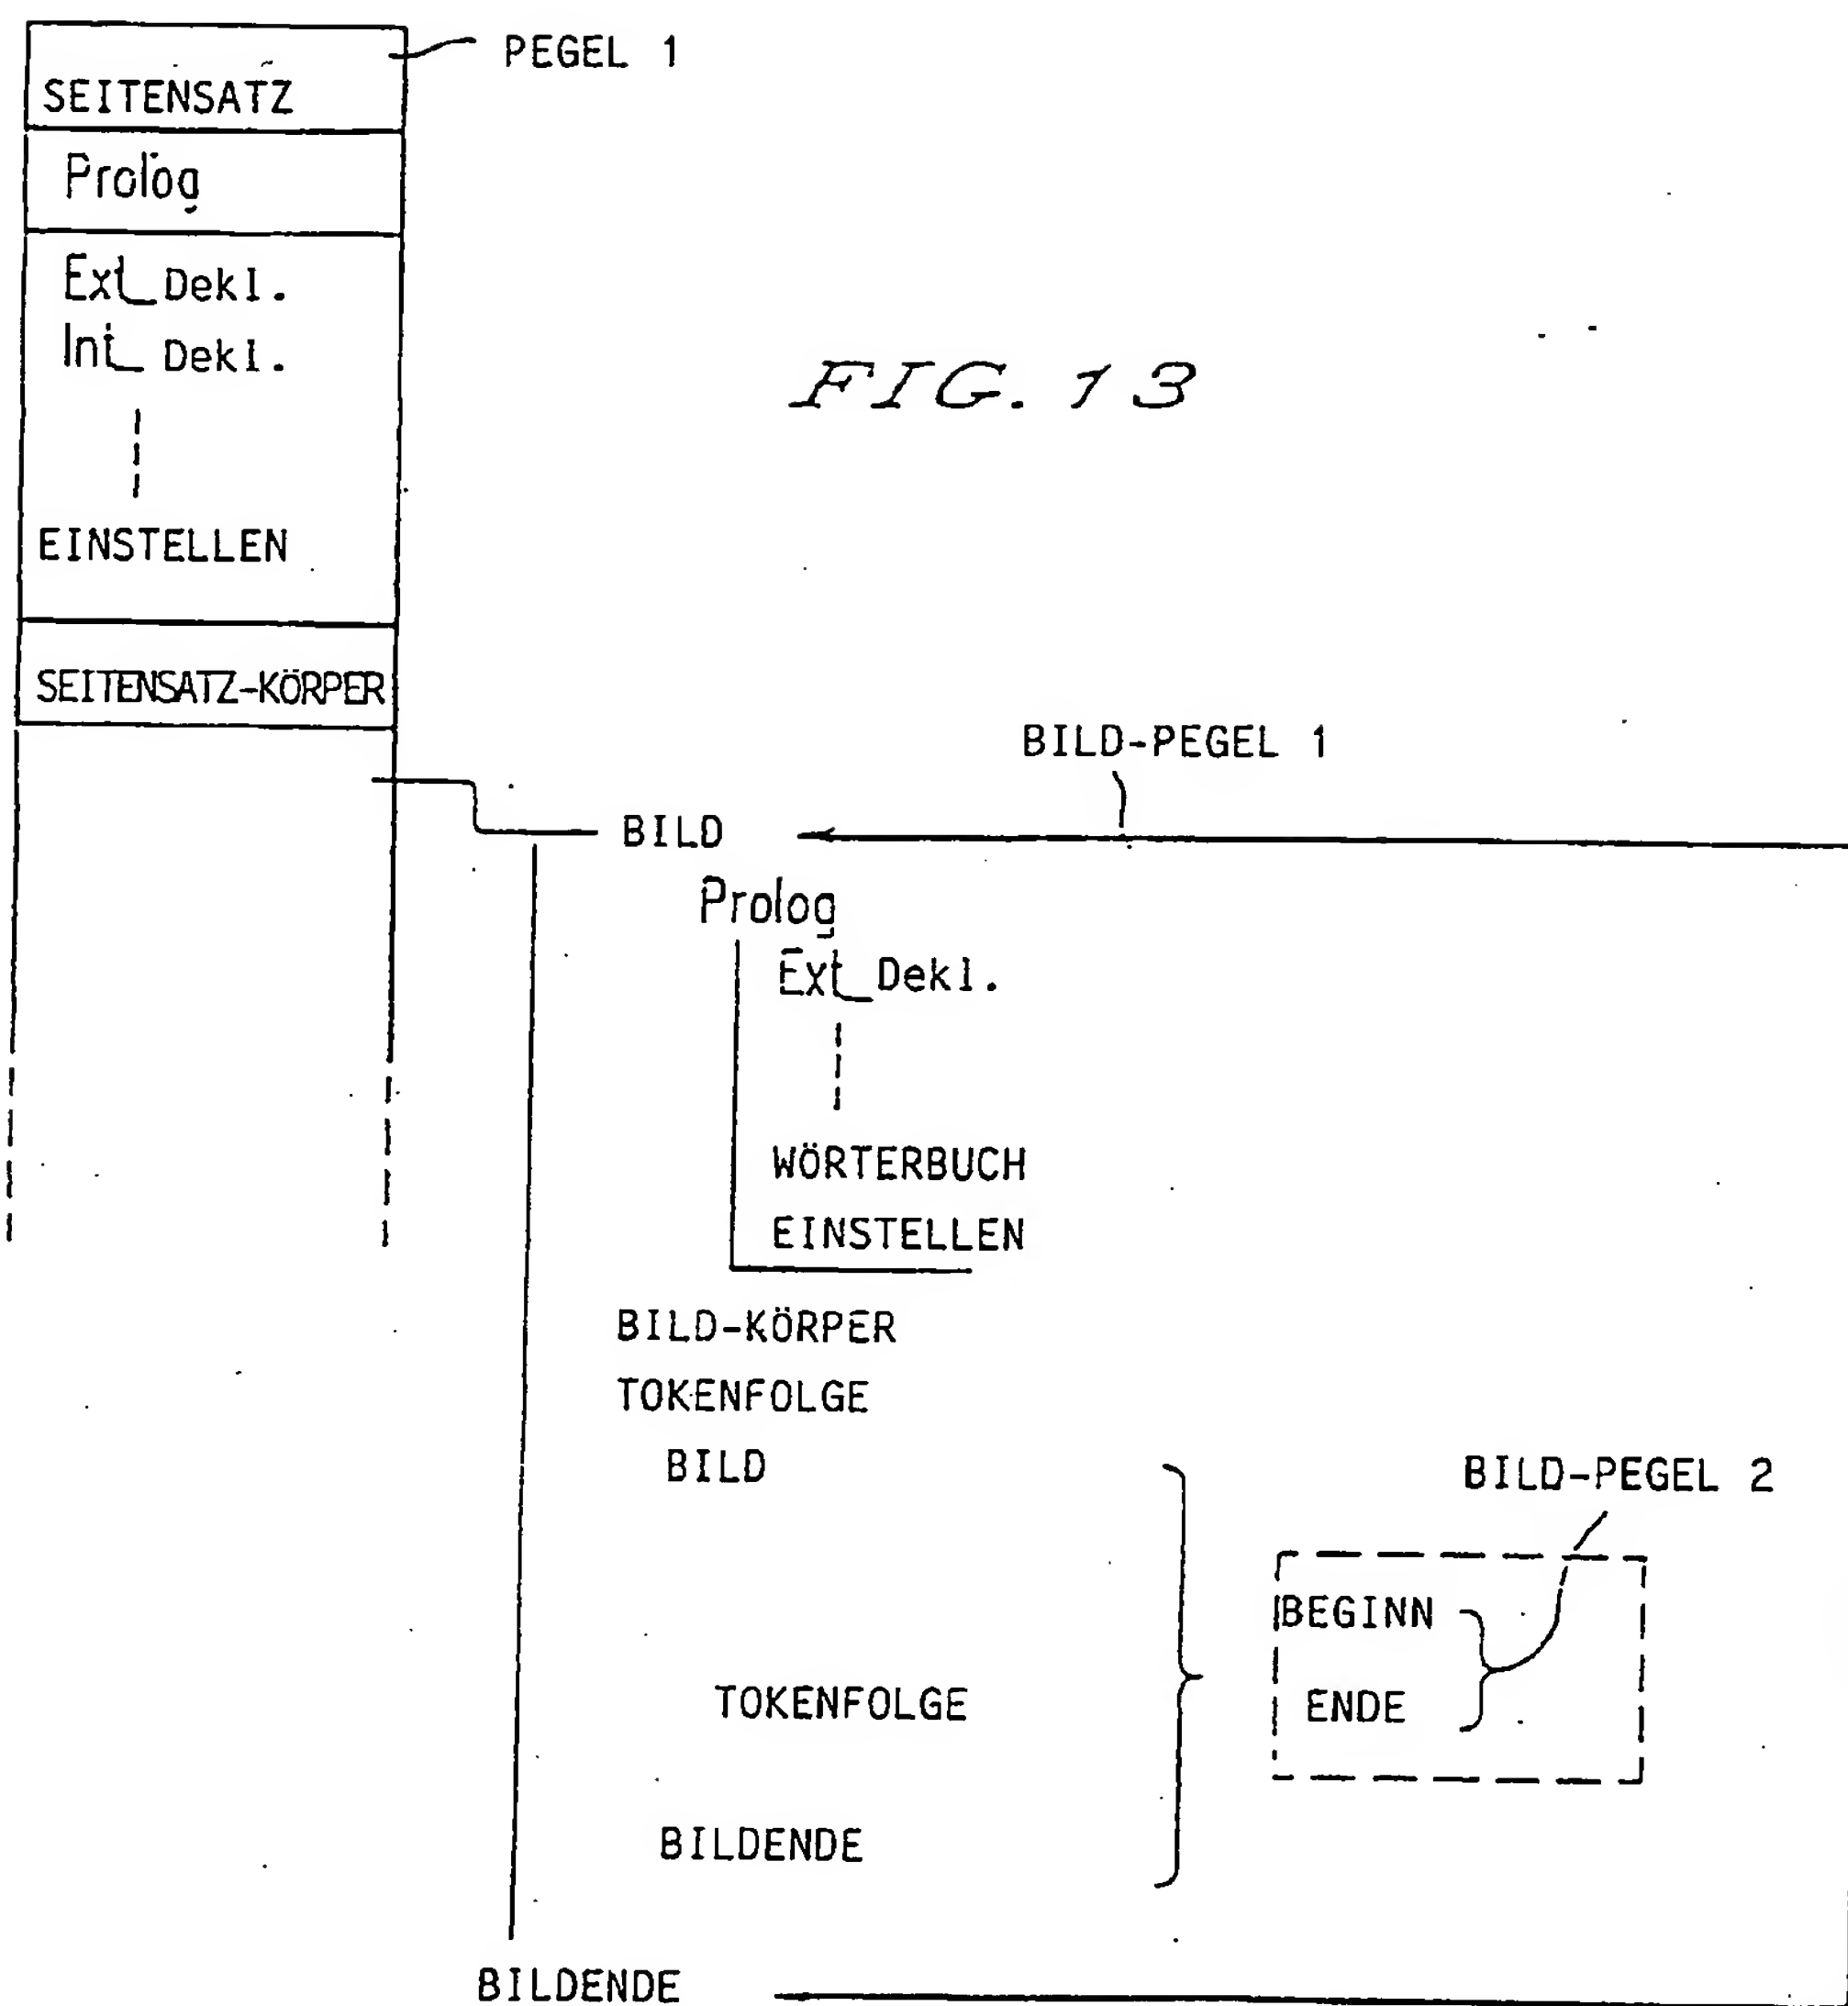 PEGEL 1
SEITENSATZ
Prolog
Ext_Dekl.
Int_Dekl.
FIG. 13
EINSTELLEN
SEITENSATZ-KÖRPER
BILD-PEGEL 1
BILD
Prolog
Ext_Dekl.
WÖRTERBUCH
EINSTELLEN
BILD-KÖRPER
TOKENFOLGE
BILD
BILD-PEGEL 2
BEGINN
TOKENFOLGE
ENDE
BILDENDE
BILDENDE